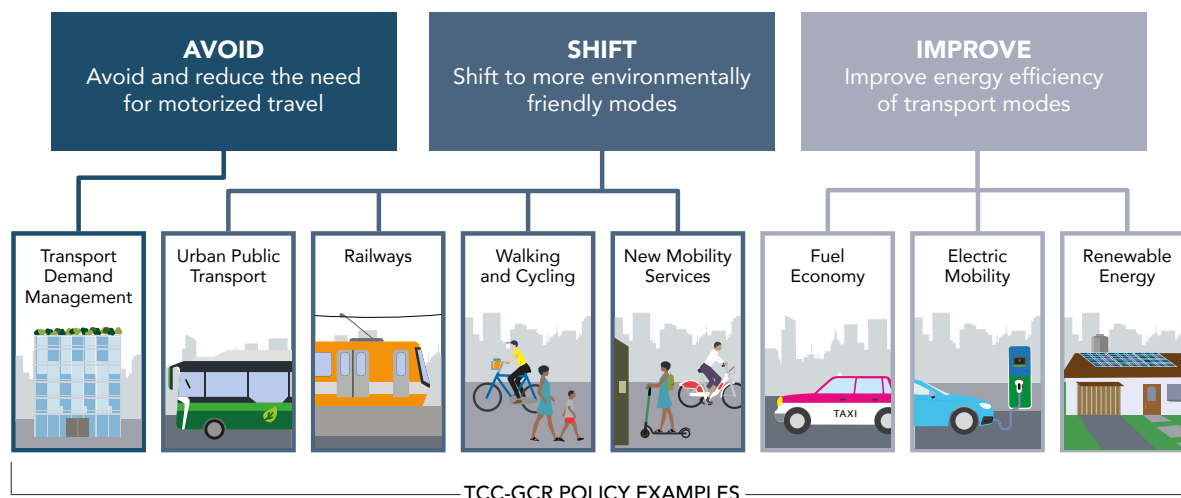 AVOID
Avoid and reduce the need
for motorized travel
SHIFT
Shift to more environmentally
friendly modes
IMPROVE
Improve energy efficiency
of transport modes
Transport
Demand
Management
Urban Public
Transport
Railways
Walking
and Cycling
New Mobility
Services
Fuel
Economy
Electric
Mobility
Renewable
Energy
TAXI
TCC-GCR POLICY EXAMPLES